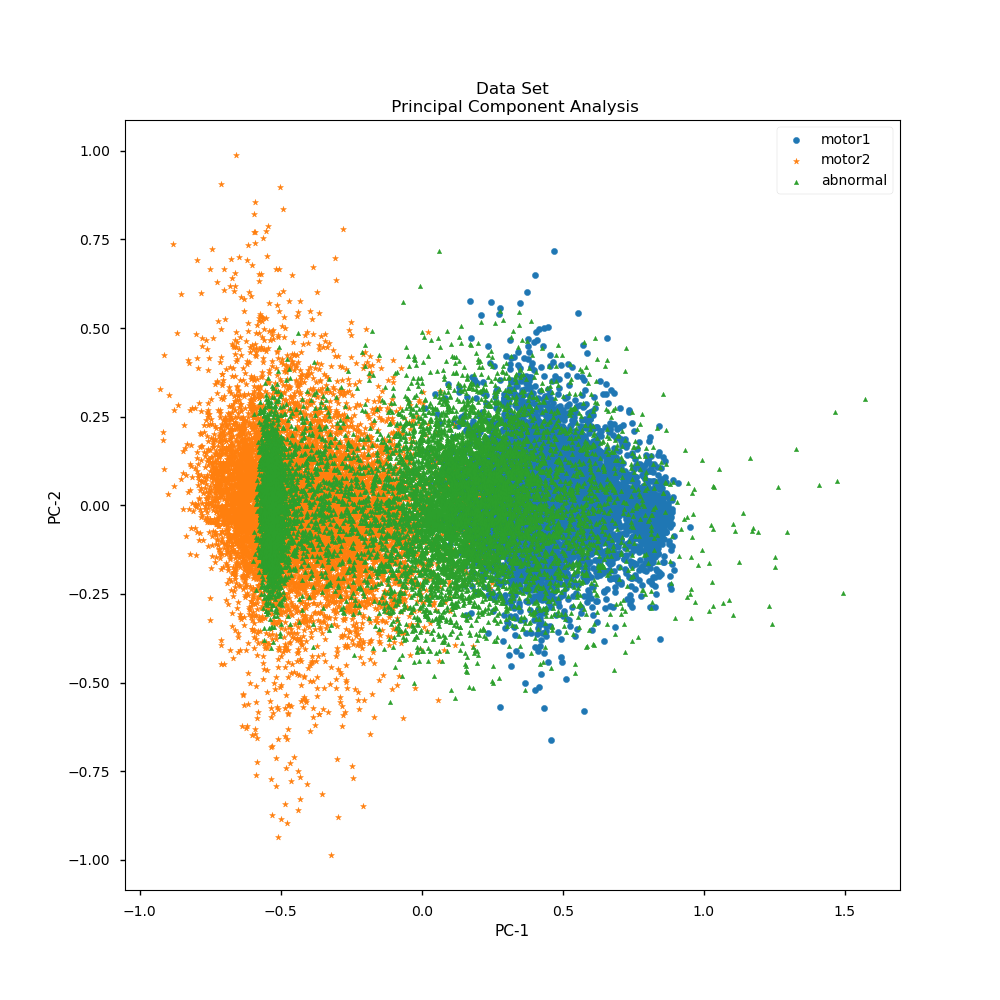 Data Set
Principal Component Analysis
motor1
motor2
abnormal
1.00
0.75
0.50
0.25
0.00
−0.25
−0.50
−0.75
−1.00
PC-2
−1.0 −0.5 0.0 0.5 1.0 1.5
PC-1